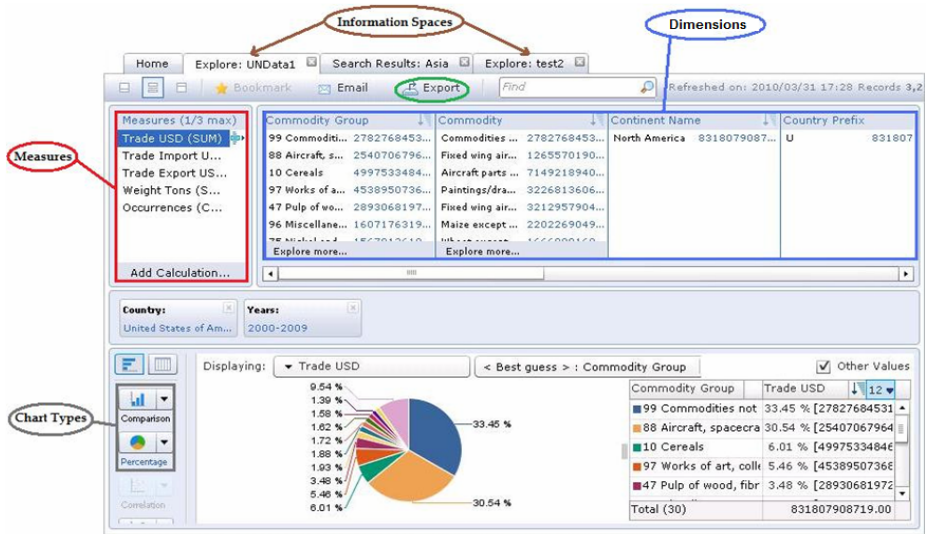 Information Spaces
Dimensions
Home
Explore: UNData1
Search Results: Asia
Explore: test2
Bookmark
Email
Export
Find
Refreshed on: 2010/03/31 17:28 Records 3,2
Measures (1/3 max)
Trade USD (SUM)
Trade Import U...
Trade Export US...
Weight Tons (S...
Occurrences (C...
Add Calculation...
Measures
Commodity Group
99 Commoditi... 2782768453...
88 Aircraft, s... 2540706796...
10 Cereals 4997533484...
97 Works of a... 4538950736...
47 Pulp of wo... 2893068197...
96 Miscellane... 1607176319...
Explore more...
Commodity
Commodities ... 2782768453...
Fixed wing air... 1265570190...
Aircraft parts ... 7149218940...
Paintings/dra... 3226813606...
Fixed wing air... 3212957904...
Maize except ... 2202269049...
Explore more...
Continent Name
North America 8318079087...
Country Prefix
U 831807
Country:
United States of Am...
Years:
2000-2009
Chart Types
Comparison
Percentage
Correlation
Displaying:
Trade USD
< Best guess > : Commodity Group
Other Values
9.54 %
1.39 %
1.58 %
1.62 %
1.72 %
1.88 %
1.93 %
3.48 %
5.46 %
6.01 %
33.45 %
30.54 %
Commodity Group Trade USD 12
99 Commodities not 33.45 % [27827684531
88 Aircraft, spacecra 30.54 % [25407067964
10 Cereals 6.01 % [49975334846
97 Works of art, colle 5.46 % [45389507368
47 Pulp of wood, fibr 3.48 % [28930681972
Total (30) 831807908719.00